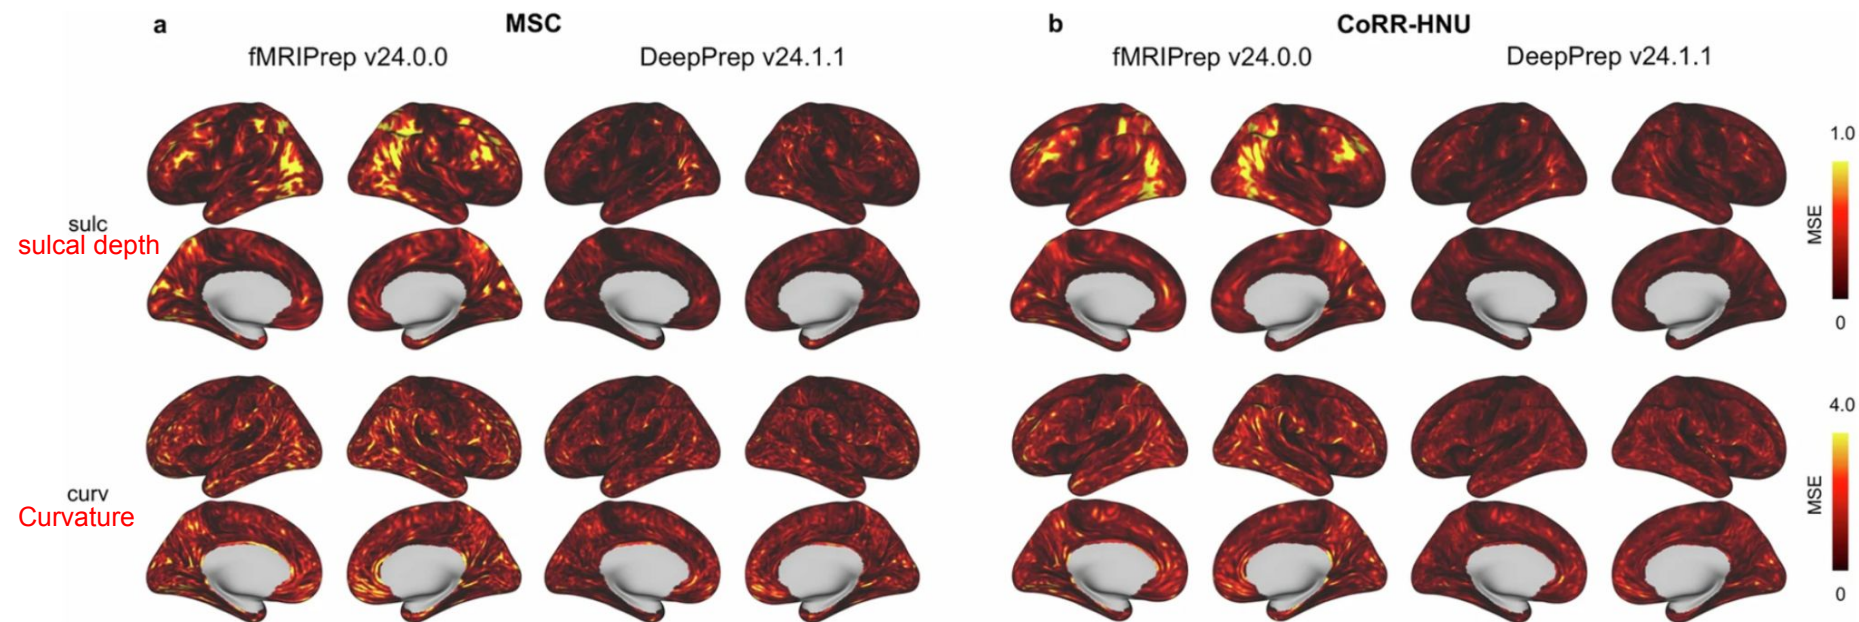 a MSC
fMRIPrep v24.0.0 DeepPrep v24.1.1
b CoRR-HNU
fMRIPrep v24.0.0 DeepPrep v24.1.1
sulc
sulcal depth
1.0
MSE
0
curv
Curvature
4.0
MSE
0